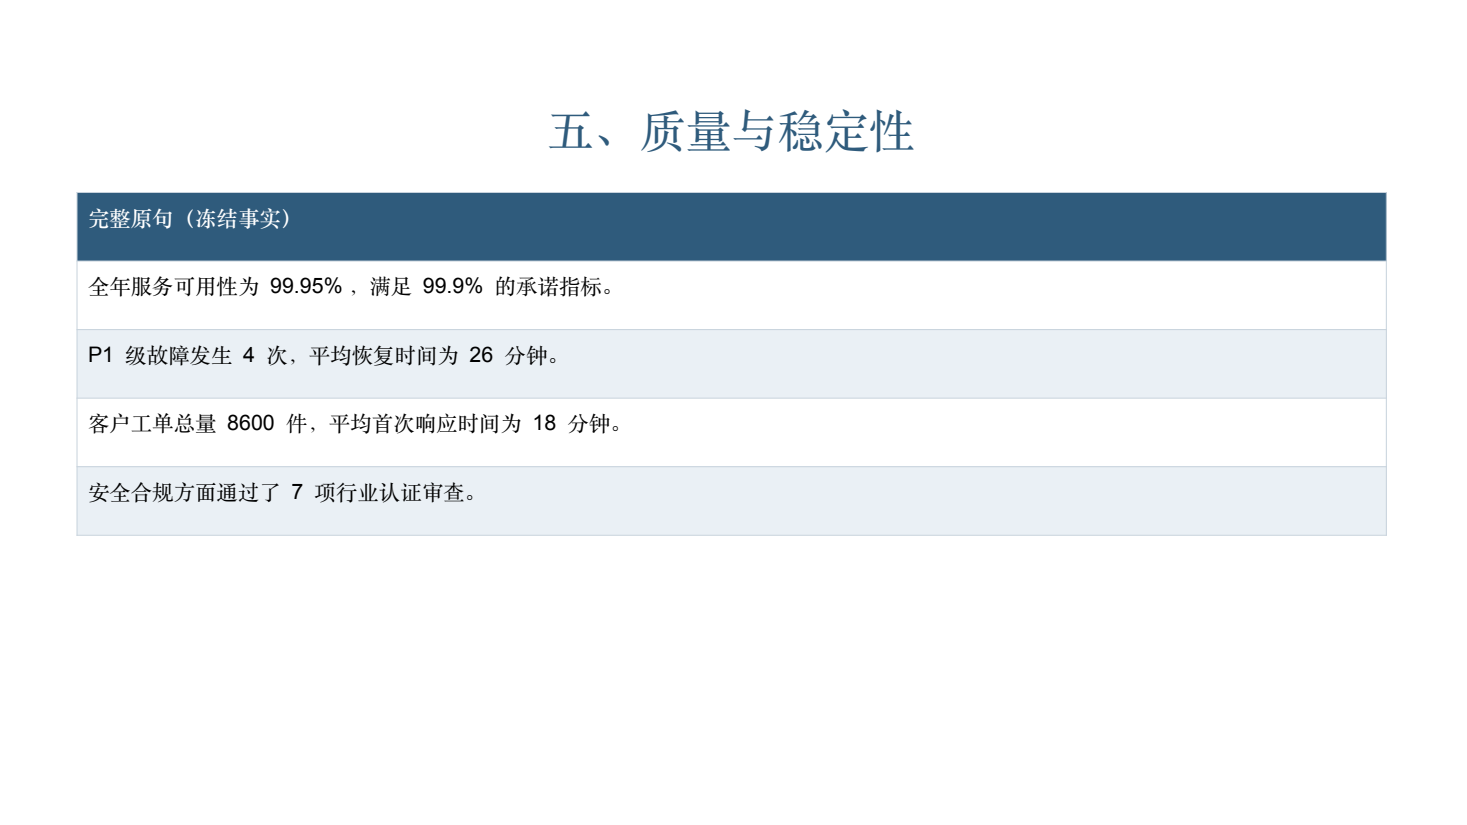 五、质量与稳定性
完整原句（冻结事实）
全年服务可用性为 99.95%，满足 99.9% 的承诺指标。
P1 级故障发生 4 次，平均恢复时间为 26 分钟。
客户工单总量 8600 件，平均首次响应时间为 18 分钟。
安全合规方面通过了 7 项行业认证审查。